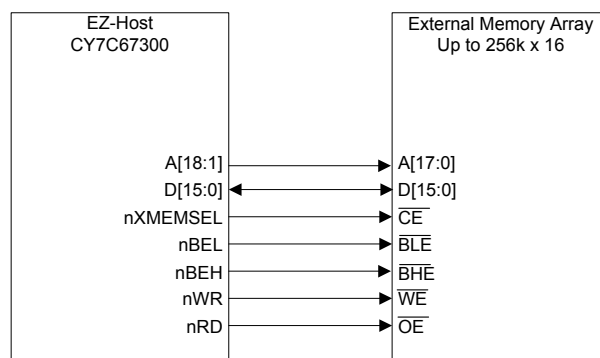 EZ-Host
CY7C67300
External Memory Array
Up to 256k x 16
A[18:1]
A[17:0]
D[15:0]
D[15:0]
nXMEMSEL
CE
nBEL
BLE
nBEH
BHE
nWR
WE
nRD
OE